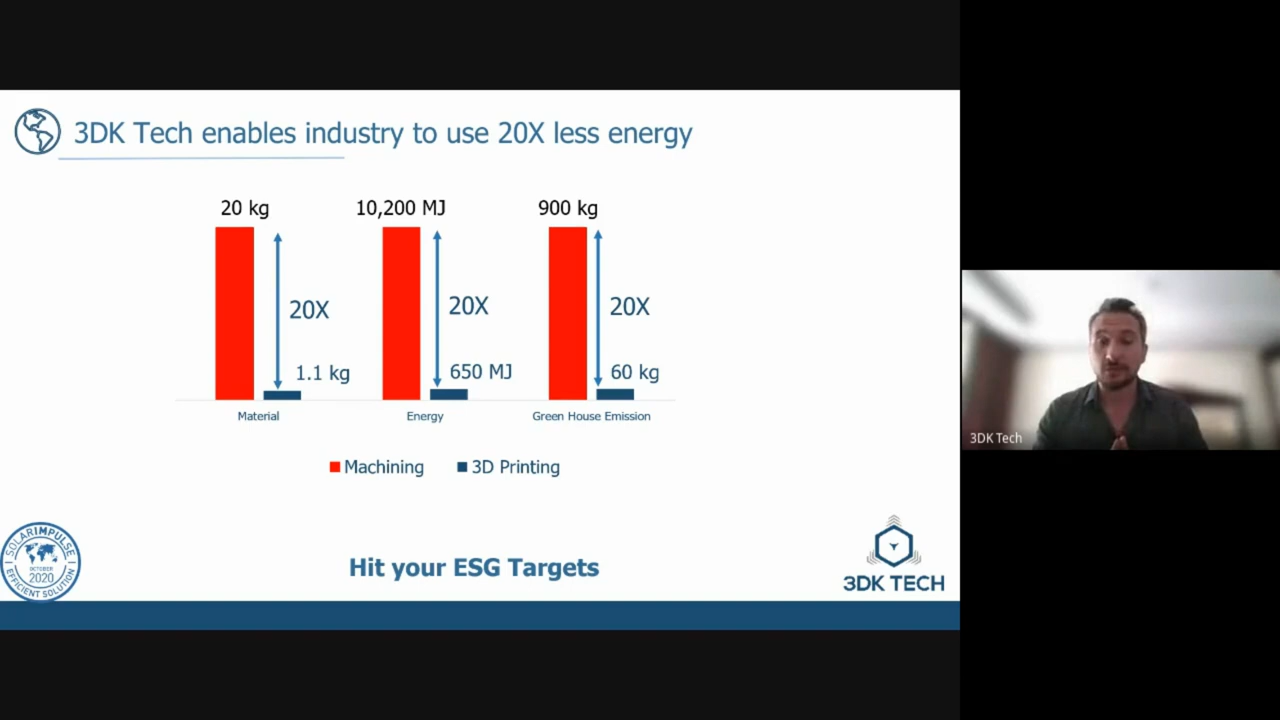 3DK Tech enables industry to use 20X less energy
20 kg
10,200 MJ
900 kg
20X
20X
20X
1.1 kg
650 MJ
60 kg
Material
Energy
Green House Emission
Machining
3D Printing
SOLARIMPULSE
OCTOBER
2020
EFFICIENT SOLUTION
Hit your ESG Targets
3DK TECH
3DK Tech